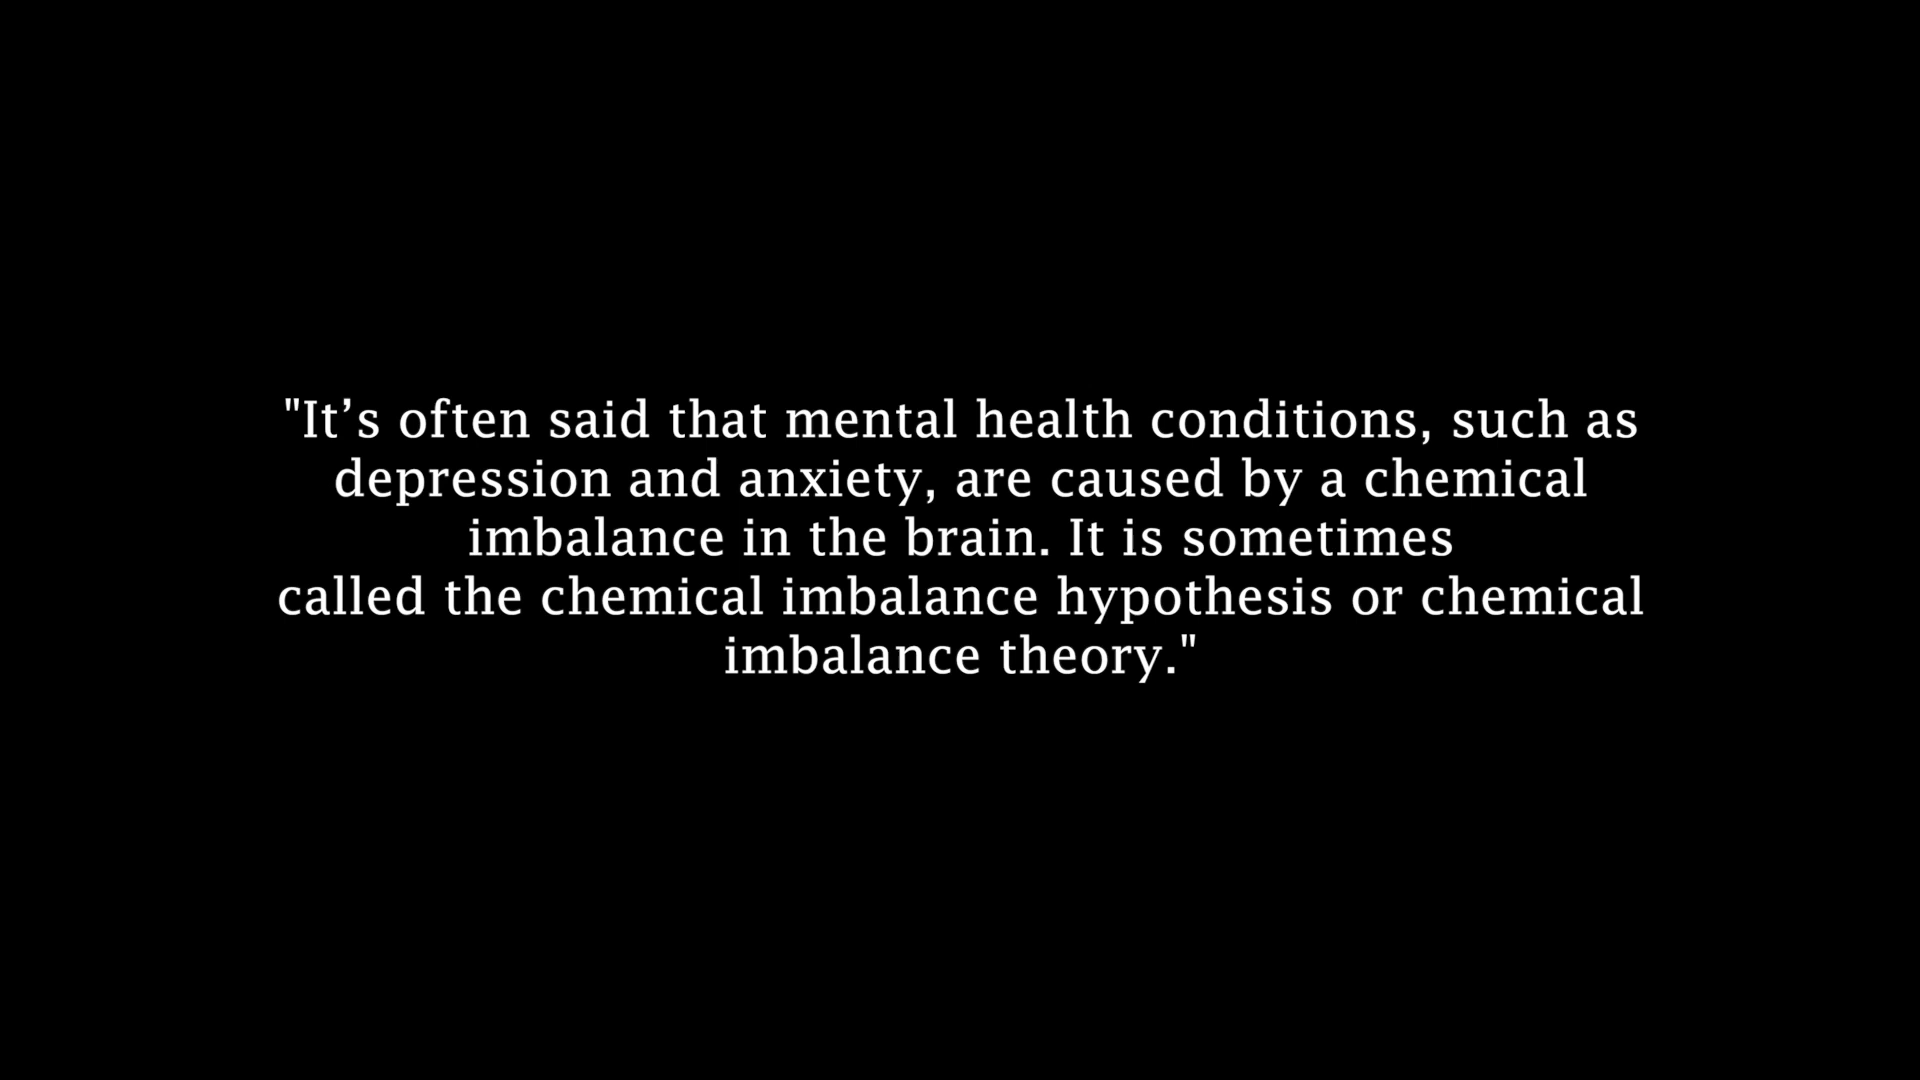 "It’s often said that mental health conditions, such as
depression and anxiety, are caused by a chemical
imbalance in the brain. It is sometimes
called the chemical imbalance hypothesis or chemical
imbalance theory."